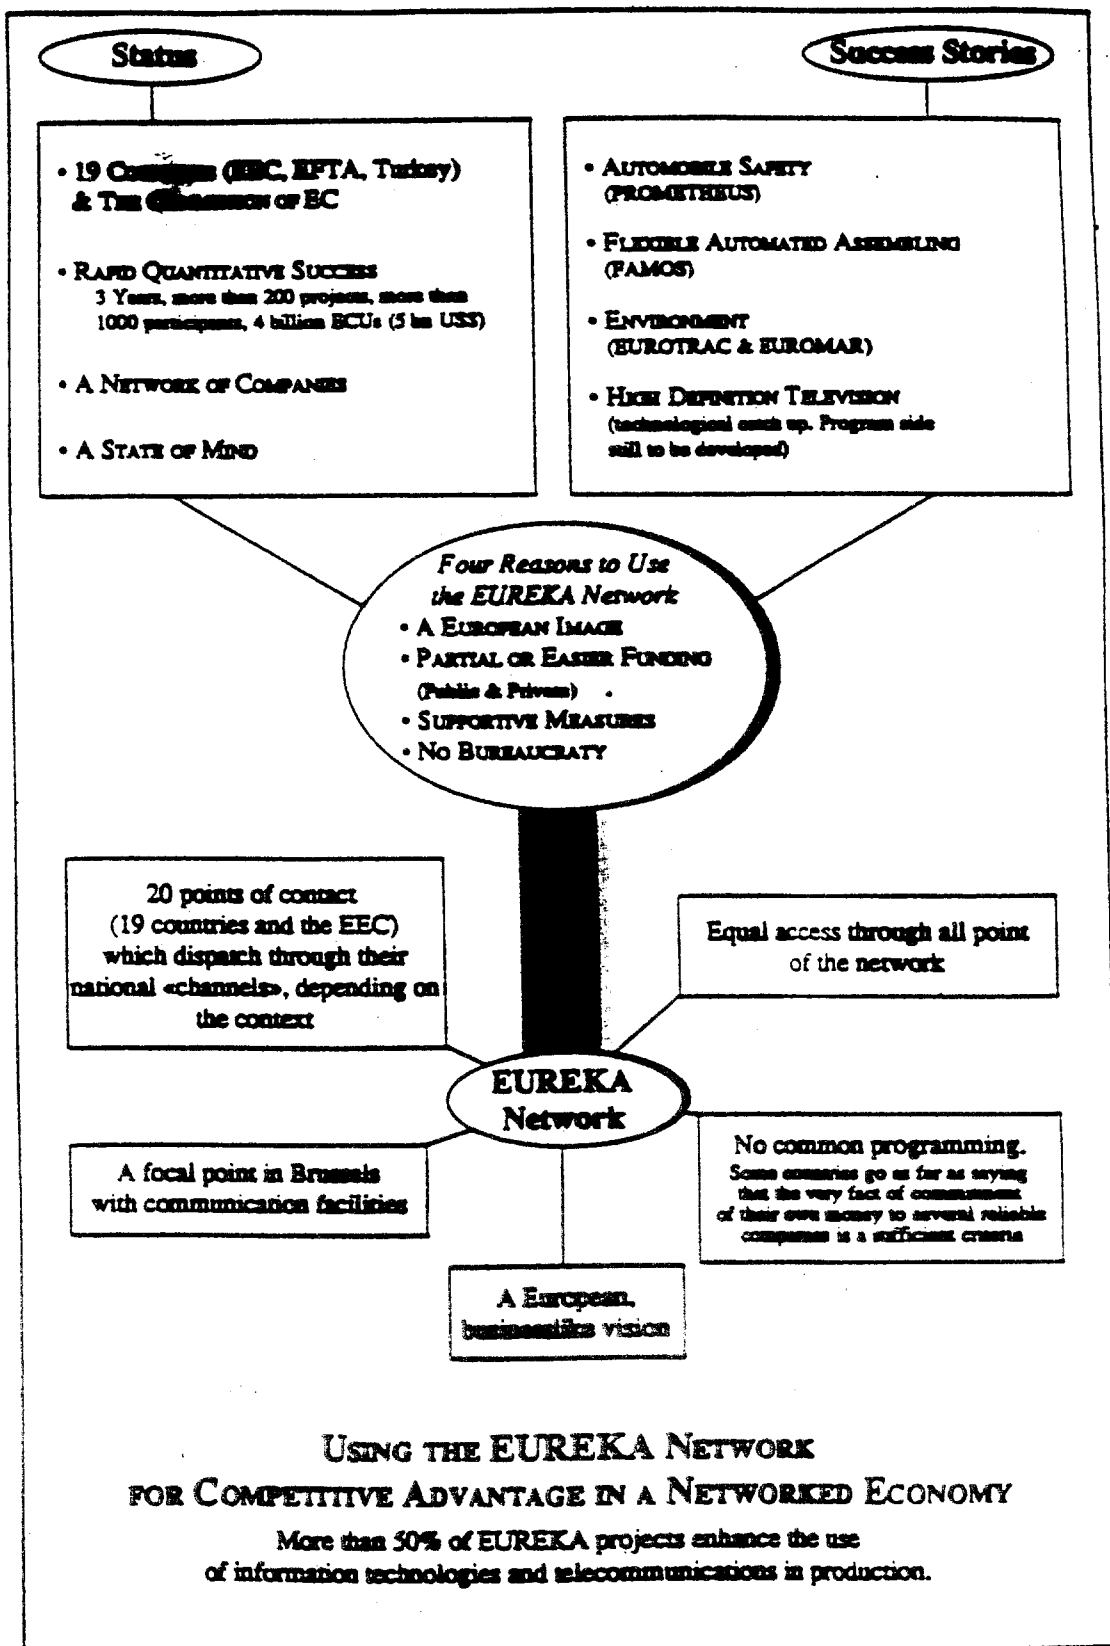 Status
• 19 Countries (EEC, EFTA, Turkey)
& The Commission of EC
• Rapid Quantitative Success
3 Years, more than 200 projects, more than
1000 participants, 4 billion ECUs (5 bn US$)
• A Network of Companies
• A State of Mind
Success Stories
• Automobile Safety
(PROMETHEUS)
• Flexible Automated Assembling
(FAMOS)
• Environment
(EUROTRAC & EUROMAR)
• High Definition Television
(technological catch up. Program side
still to be developed)
Four Reasons to Use
the EUREKA Network
• A European Image
• Partial or Easier Funding
(Public & Private)
• Supportive Measures
• No Bureaucraty
20 points of contact
(19 countries and the EEC)
which dispatch through their
national «channels», depending on
the context
Equal access through all point
of the network
EUREKA
Network
A focal point in Brussels
with communication facilities
No common programming.
Some countries go as far as saying
that the very fact of commitment
of their own money to several reliable
companies is a sufficient criteria
A European,
businesslike vision
Using the EUREKA Network
for Competitive Advantage in a Networked Economy
More than 50% of EUREKA projects enhance the use
of information technologies and telecommunications in production.